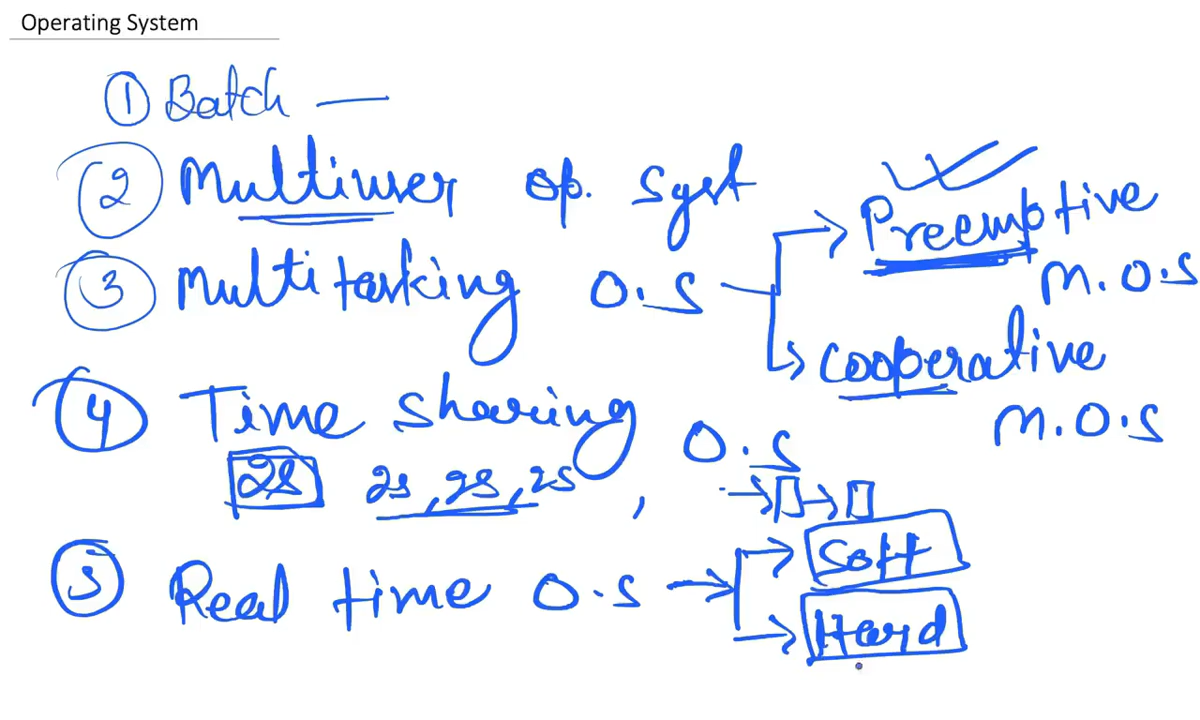 Operating System
① Batch —
② Multiuser op. syst
Preemptive
M.O.S
③ Multitasking O.S
cooperative
M.O.S
④ Time sharing O.S
2s 2s, 2s, 2s,
⑤ Real time O.S
Soft
Hard